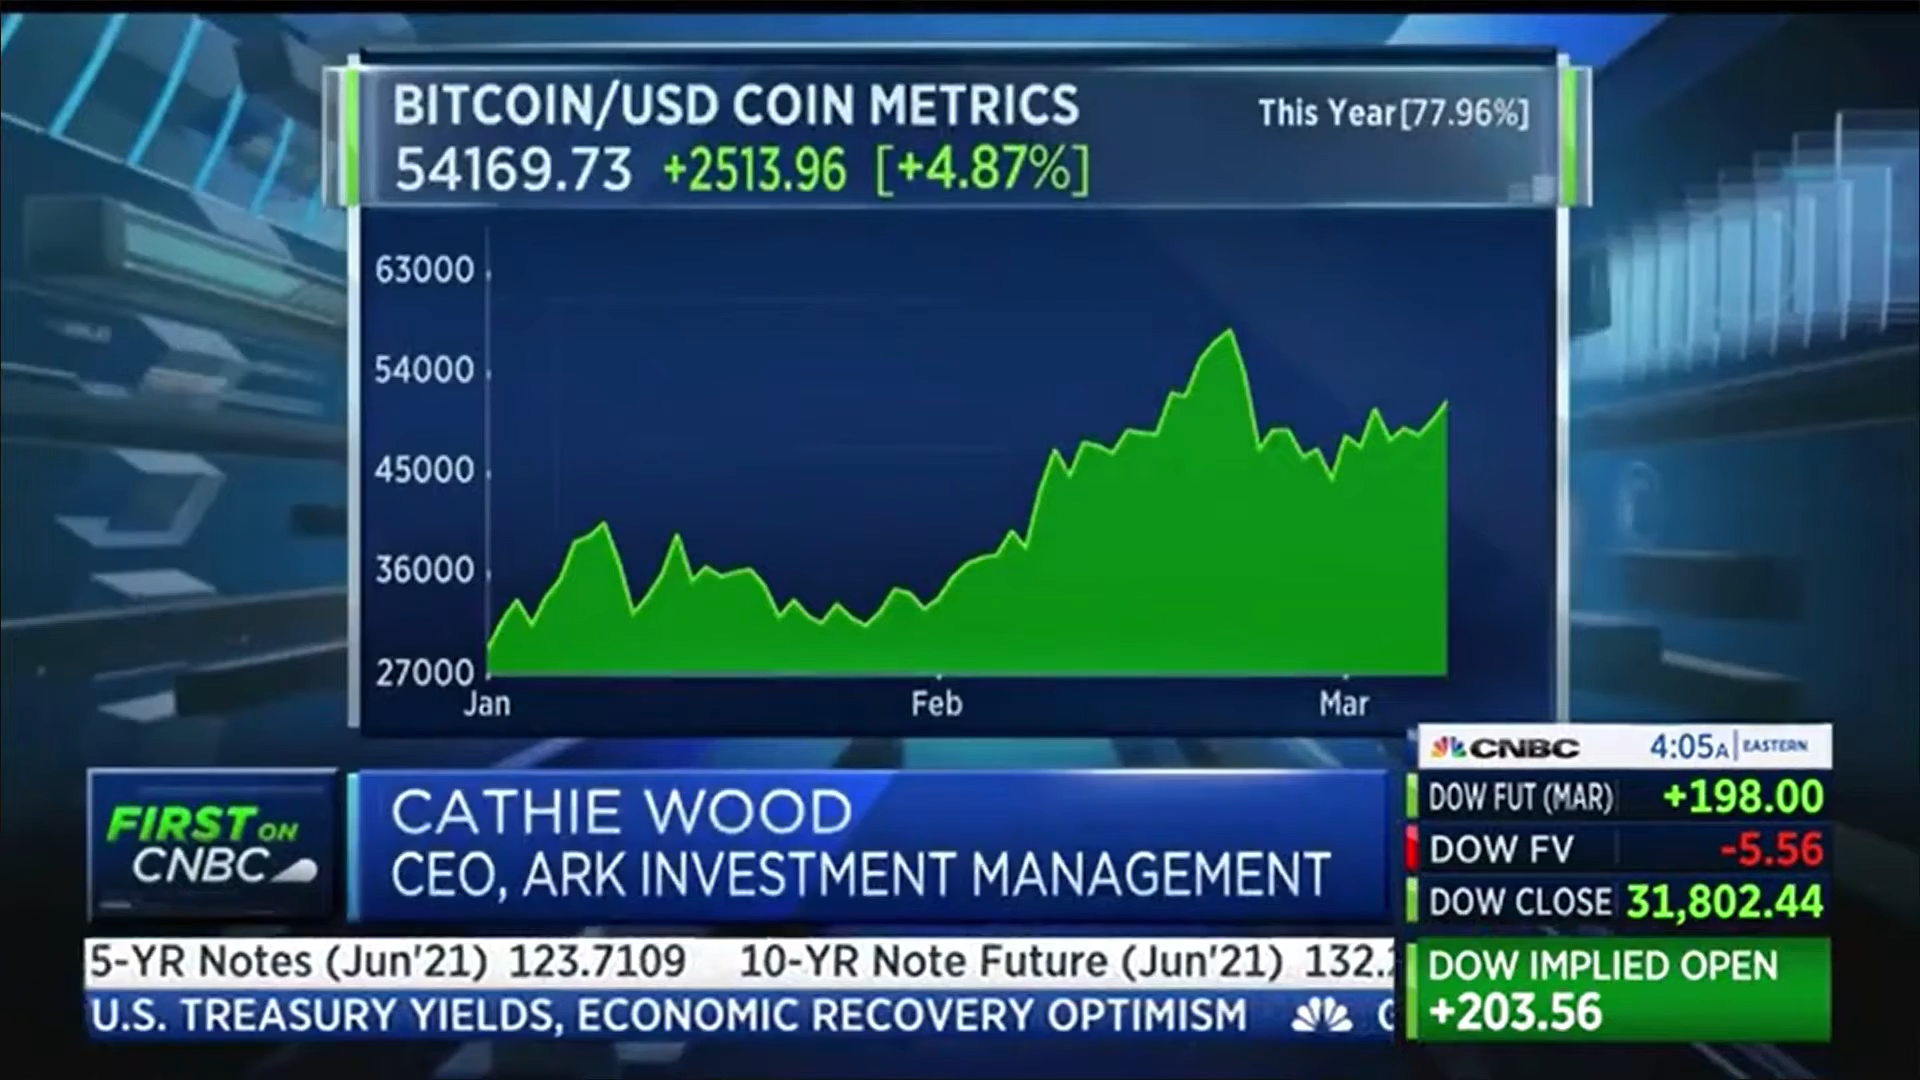 BITCOIN/USD COIN METRICS
This Year[77.96%]
54169.73 +2513.96 [+4.87%]
63000
54000
45000
36000
27000
Jan Feb Mar
FIRST ON
CNBC
CATHIE WOOD
CEO, ARK INVESTMENT MANAGEMENT
CNBC 4:05A EASTERN
DOW FUT (MAR) +198.00
DOW FV -5.56
DOW CLOSE 31,802.44
DOW IMPLIED OPEN
+203.56
5-YR Notes (Jun'21) 123.7109 10-YR Note Future (Jun'21) 132.
U.S. TREASURY YIELDS, ECONOMIC RECOVERY OPTIMISM